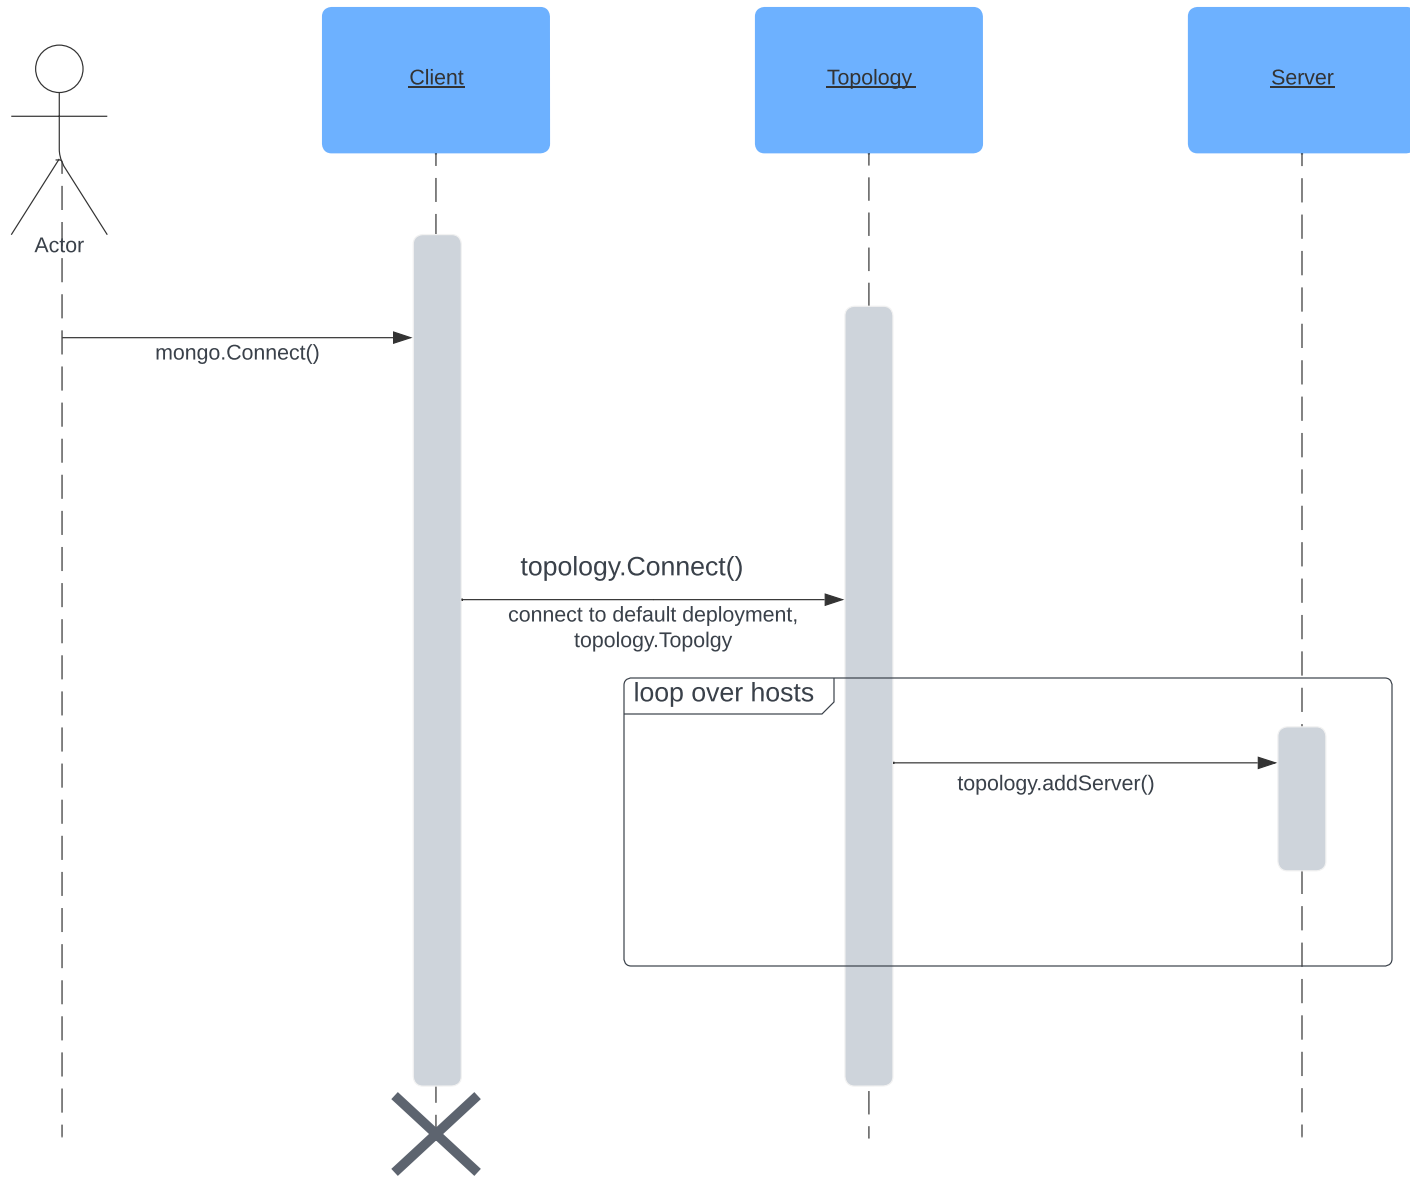 Client
Topology
Server
Actor
mongo.Connect()
topology.Connect()
connect to default deployment,
topology.Topolgy
loop over hosts
topology.addServer()